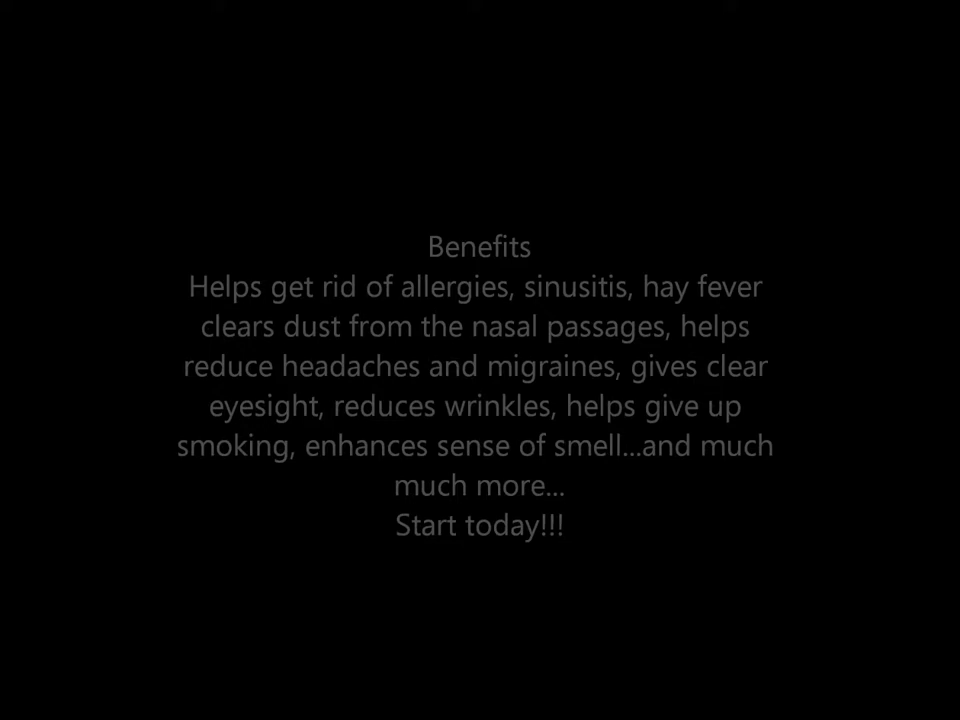 Benefits
Helps get rid of allergies, sinusitis, hay fever
clears dust from the nasal passages, helps
reduce headaches and migraines, gives clear
eyesight, reduces wrinkles, helps give up
smoking, enhances sense of smell...and much
much more...
Start today!!!